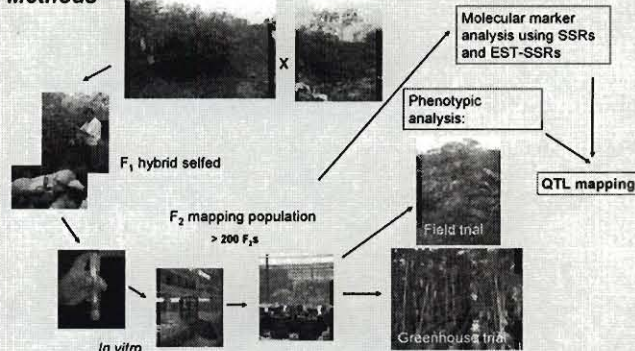 Methods
X
Molecular marker
analysis using SSRs
and EST-SSRs
Phenotypic
analysis:
F₁ hybrid selfed
QTL mapping
F₂ mapping population
> 200 F₂s
Field trial
Greenhouse trial
In vitro